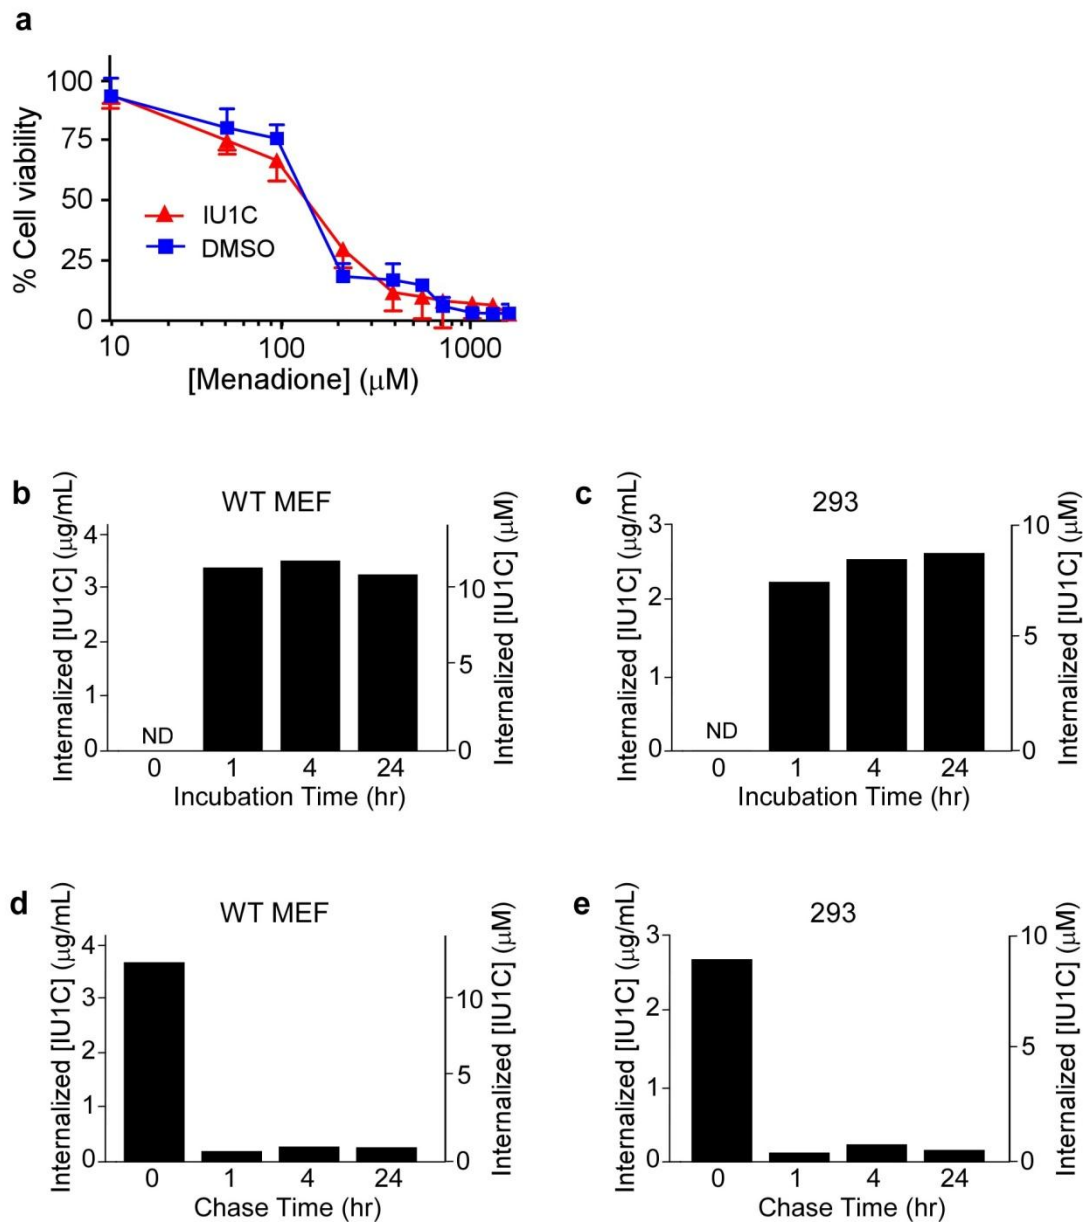 a
% Cell viability
100
75
50
25
0
IU1C
DMSO
10 100 1000
[Menadione] (μM)
b
WT MEF
Internalized [IU1C] (μg/mL)
4
3
2
1
0
ND
Internalized [IU1C] (μM)
10
5
0
0 1 4 24
Incubation Time (hr)
c
293
Internalized [IU1C] (μg/mL)
3
2
1
0
ND
Internalized [IU1C] (μM)
10
5
0
0 1 4 24
Incubation Time (hr)
d
WT MEF
Internalized [IU1C] (μg/mL)
4
3
2
1
0
Internalized [IU1C] (μM)
10
5
0
0 1 4 24
Chase Time (hr)
e
293
Internalized [IU1C] (μg/mL)
3
2
1
0
Internalized [IU1C] (μM)
10
5
0
0 1 4 24
Chase Time (hr)